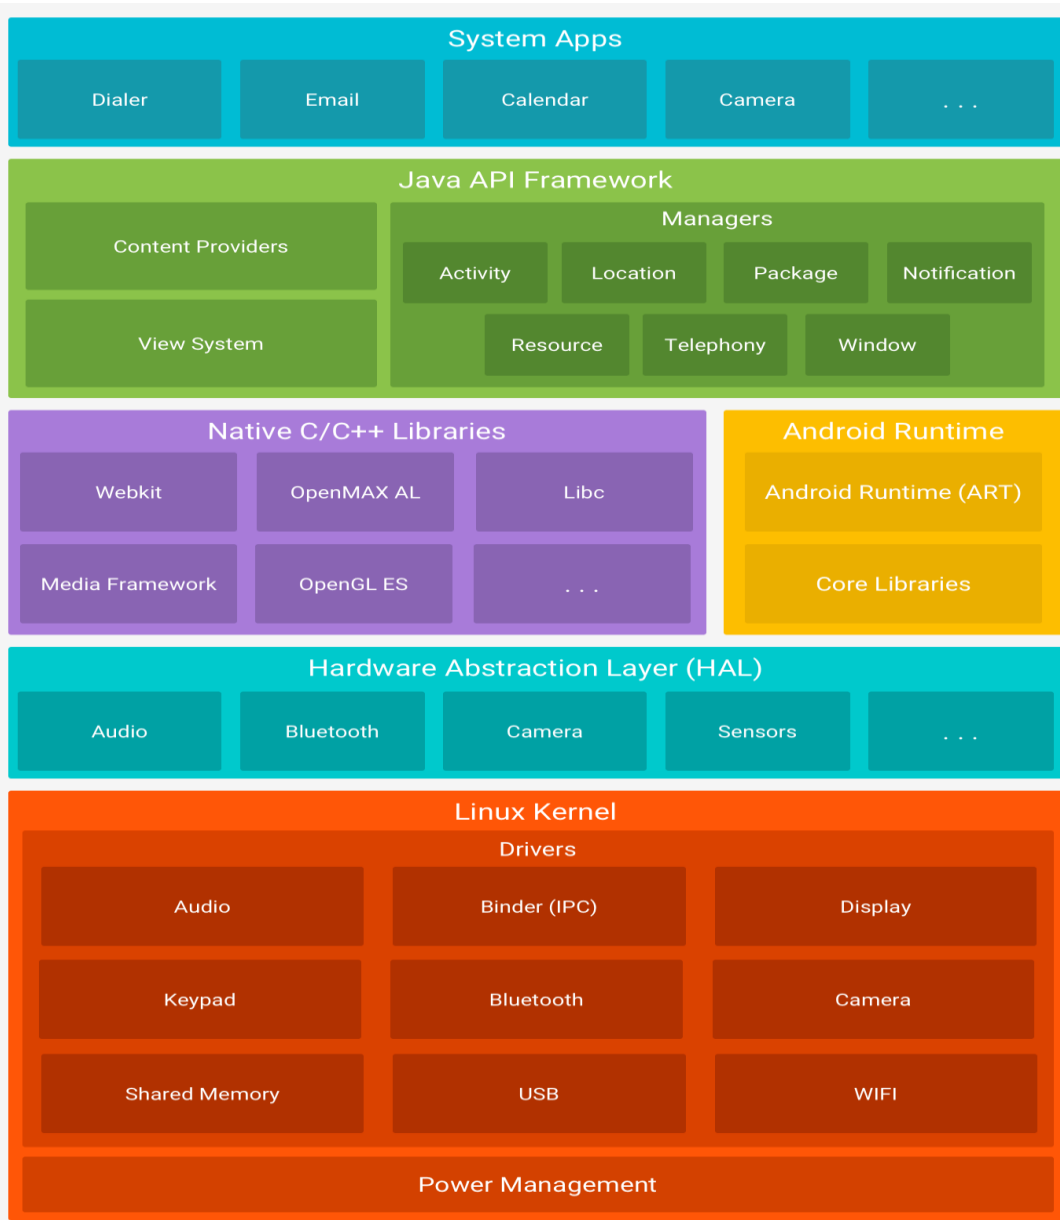 System Apps
Dialer
Email
Calendar
Camera
. . .
Java API Framework
Content Providers
View System
Managers
Activity
Location
Package
Notification
Resource
Telephony
Window
Native C/C++ Libraries
Webkit
OpenMAX AL
Libc
Media Framework
OpenGL ES
. . .
Android Runtime
Android Runtime (ART)
Core Libraries
Hardware Abstraction Layer (HAL)
Audio
Bluetooth
Camera
Sensors
. . .
Linux Kernel
Drivers
Audio
Binder (IPC)
Display
Keypad
Bluetooth
Camera
Shared Memory
USB
WIFI
Power Management